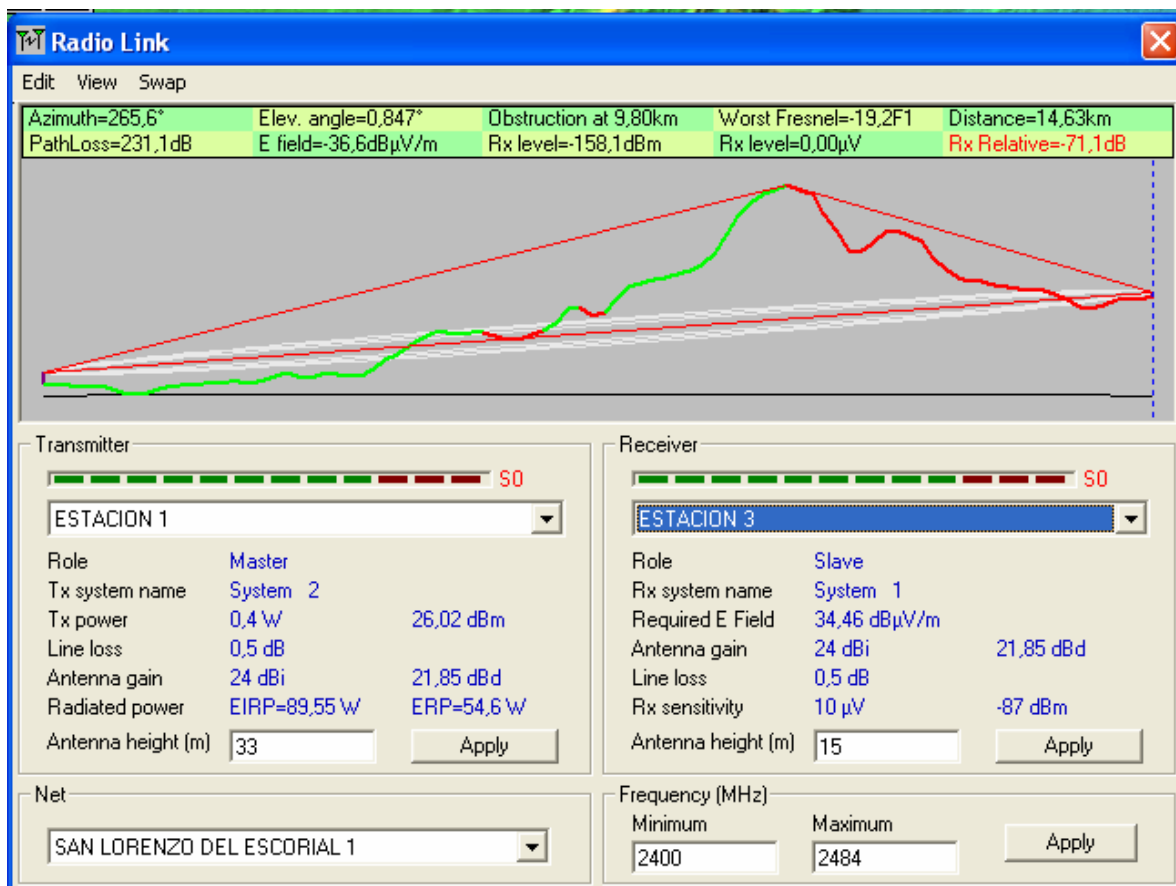 Radio Link
Edit View Swap
Azimuth=265,6° Elev. angle=0,847° Obstruction at 9,80km Worst Fresnel=-19,2F1 Distance=14,63km
PathLoss=231,1dB E field=-36,6dBµV/m Rx level=-158,1dBm Rx level=0,00µV Rx Relative=-71,1dB
Transmitter
S0
ESTACION 1
Role Master
Tx system name System 2
Tx power 0,4 W 26,02 dBm
Line loss 0,5 dB
Antenna gain 24 dBi 21,85 dBd
Radiated power EIRP=89,55 W ERP=54,6 W
Antenna height (m) 33 Apply
Receiver
S0
ESTACION 3
Role Slave
Rx system name System 1
Required E Field 34,46 dBµV/m
Antenna gain 24 dBi 21,85 dBd
Line loss 0,5 dB
Rx sensitivity 10 µV -87 dBm
Antenna height (m) 15 Apply
Net
SAN LORENZO DEL ESCORIAL 1
Frequency (MHz)
Minimum Maximum
2400 2484 Apply